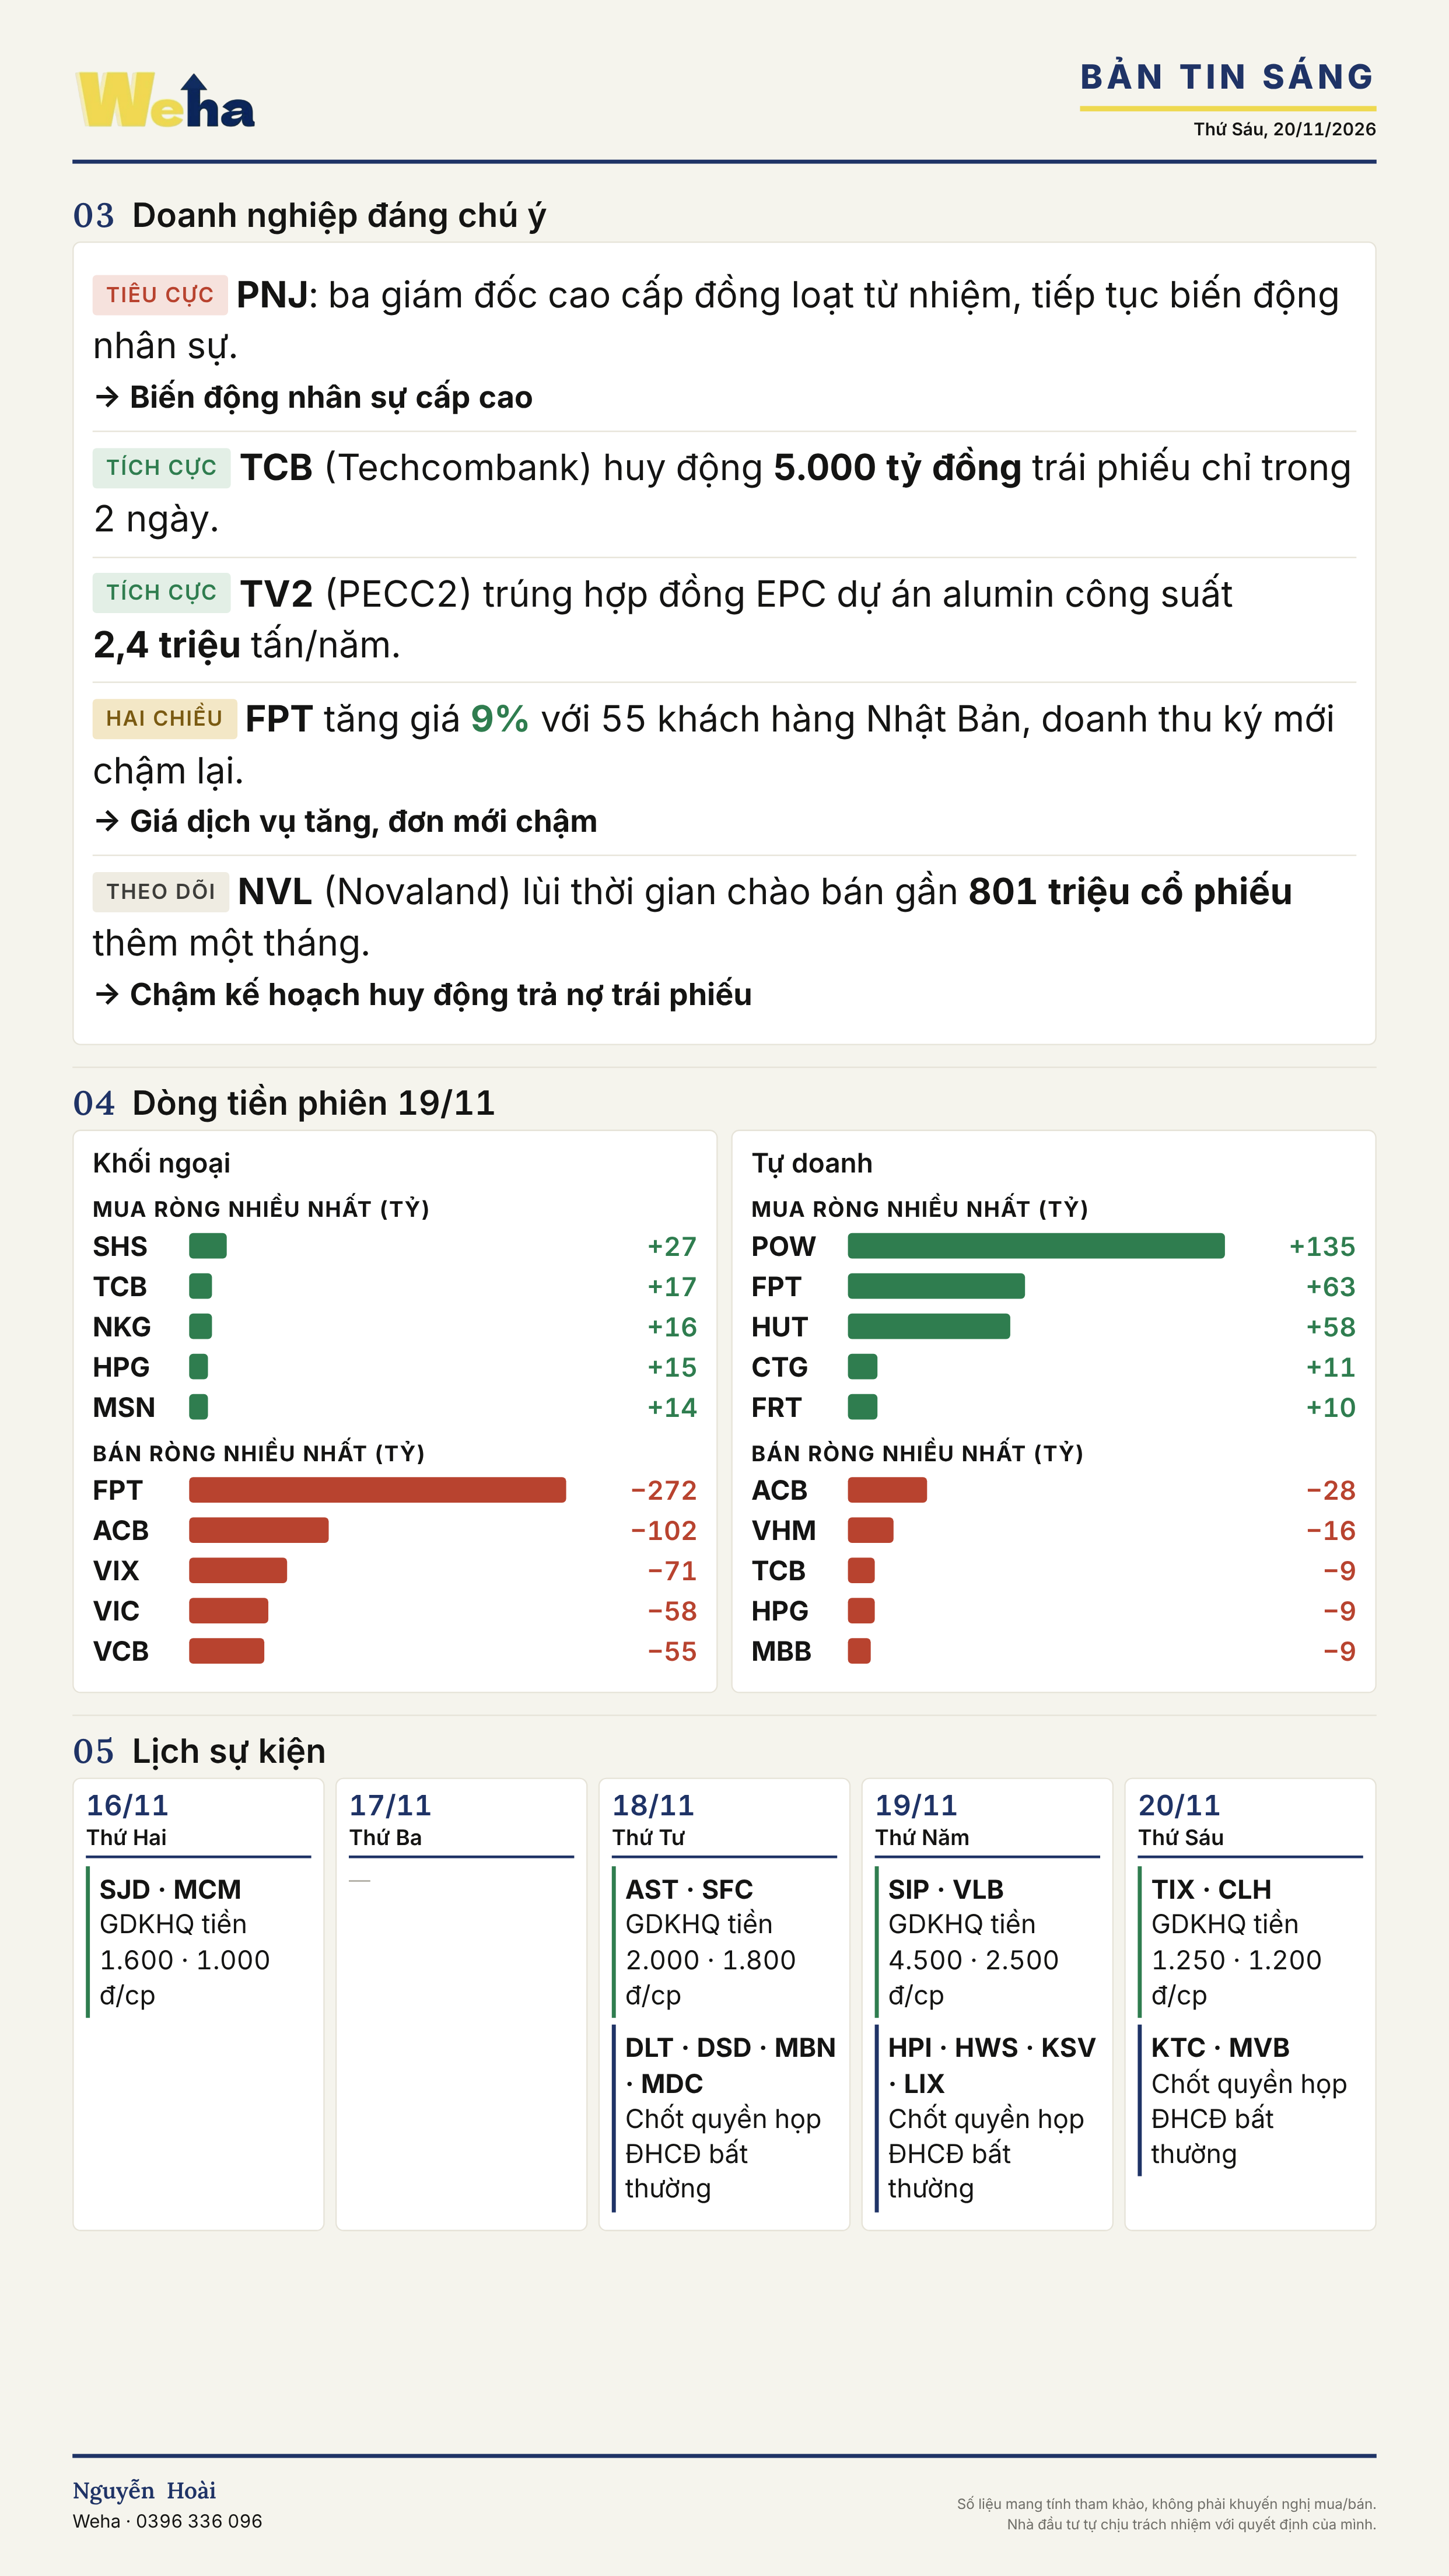 Weha
BẢN TIN SÁNG
Thứ Sáu, 20/11/2026
03 Doanh nghiệp đáng chú ý
TIÊU CỰC PNJ: ba giám đốc cao cấp đồng loạt từ nhiệm, tiếp tục biến động
nhân sự.
→ Biến động nhân sự cấp cao
TÍCH CỰC TCB (Techcombank) huy động 5.000 tỷ đồng trái phiếu chỉ trong
2 ngày.
TÍCH CỰC TV2 (PECC2) trúng hợp đồng EPC dự án alumin công suất
2,4 triệu tấn/năm.
HAI CHIỀU FPT tăng giá 9% với 55 khách hàng Nhật Bản, doanh thu ký mới
chậm lại.
→ Giá dịch vụ tăng, đơn mới chậm
THEO DÕI NVL (Novaland) lùi thời gian chào bán gần 801 triệu cổ phiếu
thêm một tháng.
→ Chậm kế hoạch huy động trả nợ trái phiếu
04 Dòng tiền phiên 19/11
Khối ngoại
MUA RÒNG NHIỀU NHẤT (TỶ)
SHS +27
TCB +17
NKG +16
HPG +15
MSN +14
BÁN RÒNG NHIỀU NHẤT (TỶ)
FPT −272
ACB −102
VIX −71
VIC −58
VCB −55
Tự doanh
MUA RÒNG NHIỀU NHẤT (TỶ)
POW +135
FPT +63
HUT +58
CTG +11
FRT +10
BÁN RÒNG NHIỀU NHẤT (TỶ)
ACB −28
VHM −16
TCB −9
HPG −9
MBB −9
05 Lịch sự kiện
16/11
Thứ Hai
SJD · MCM
GDKHQ tiền
1.600 · 1.000
đ/cp
17/11
Thứ Ba
—
18/11
Thứ Tư
AST · SFC
GDKHQ tiền
2.000 · 1.800
đ/cp
DLT · DSD · MBN
· MDC
Chốt quyền họp
ĐHCĐ bất
thường
19/11
Thứ Năm
SIP · VLB
GDKHQ tiền
4.500 · 2.500
đ/cp
HPI · HWS · KSV
· LIX
Chốt quyền họp
ĐHCĐ bất
thường
20/11
Thứ Sáu
TIX · CLH
GDKHQ tiền
1.250 · 1.200
đ/cp
KTC · MVB
Chốt quyền họp
ĐHCĐ bất
thường
Nguyễn Hoài
Weha · 0396 336 096
Số liệu mang tính tham khảo, không phải khuyến nghị mua/bán.
Nhà đầu tư tự chịu trách nhiệm với quyết định của mình.